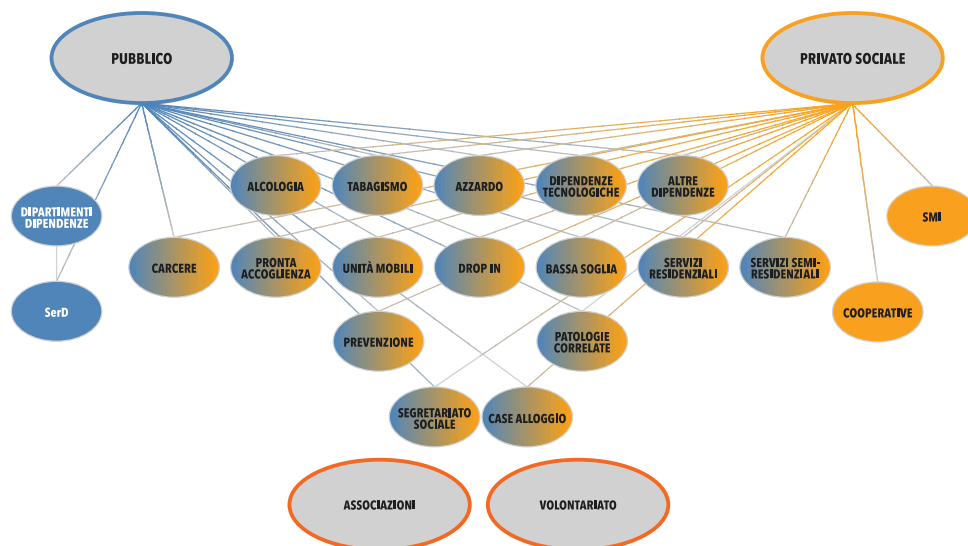 PUBBLICO
PRIVATO SOCIALE
ALCOLOGIA
TABAGISMO
AZZARDO
DIPENDENZE
TECNOLOGICHE
ALTRE
DIPENDENZE
DIPARTIMENTI
DIPENDENZE
SMI
CARCERE
PRONTA
ACCOGLIENZA
UNITÀ MOBILI
DROP IN
BASSA SOGLIA
SERVIZI
RESIDENZIALI
SERVIZI SEMI-
RESIDENZIALI
SerD
COOPERATIVE
PREVENZIONE
PATOLOGIE
CORRELATE
SEGRETARIATO
SOCIALE
CASE ALLOGGIO
ASSOCIAZIONI
VOLONTARIATO